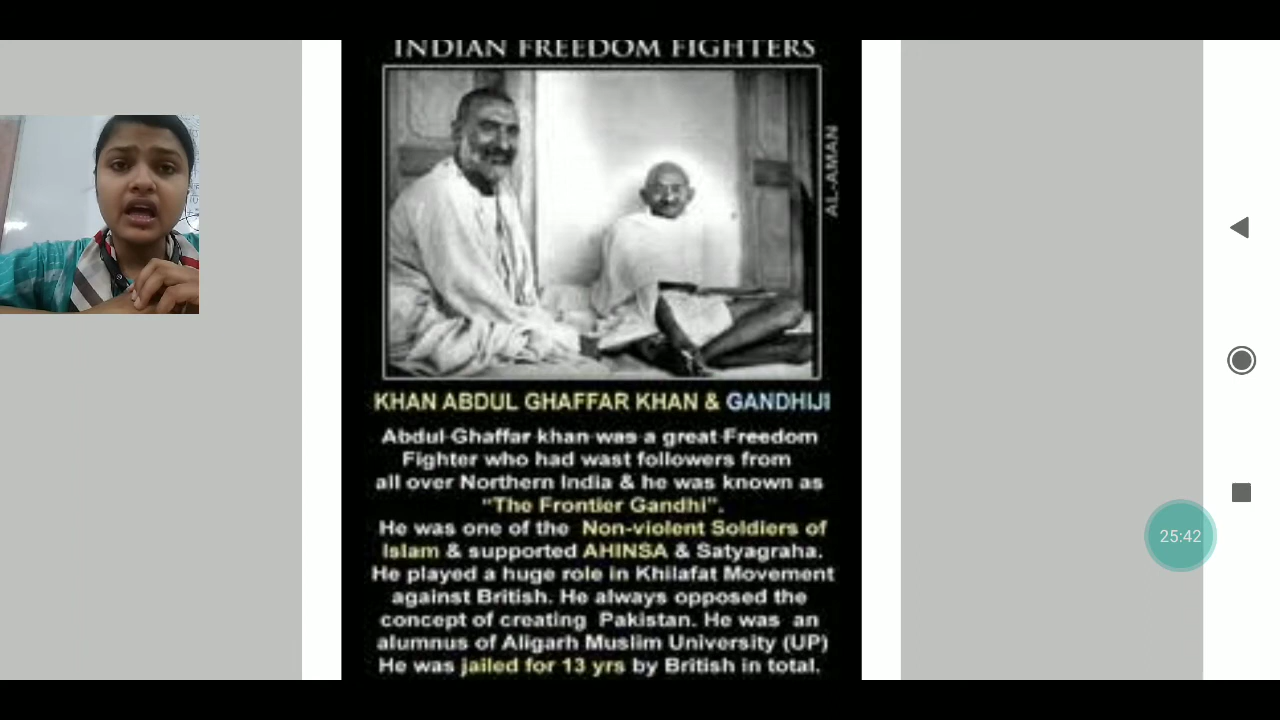 INDIAN FREEDOM FIGHTERS
AL-AMAN
KHAN ABDUL GHAFFAR KHAN & GANDHIJI
Abdul Ghaffar khan was a great Freedom
Fighter who had wast followers from
all over Northern India & he was known as
"The Frontier Gandhi".
He was one of the Non-violent Soldiers of
Islam & supported AHINSA & Satyagraha.
He played a huge role in Khilafat Movement
against British. He always opposed the
concept of creating Pakistan. He was an
alumnus of Aligarh Muslim University (UP)
He was jailed for 13 yrs by British in total.
25:42